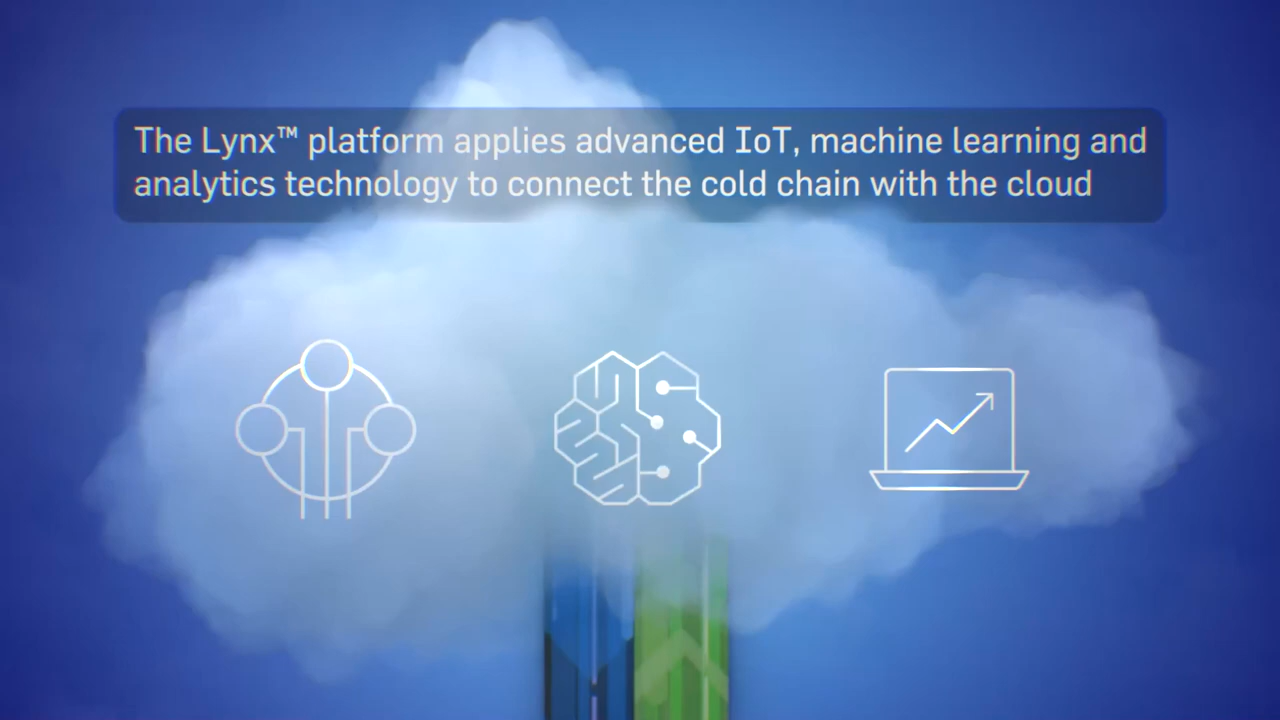 The Lynx™ platform applies advanced IoT, machine learning and
analytics technology to connect the cold chain with the cloud